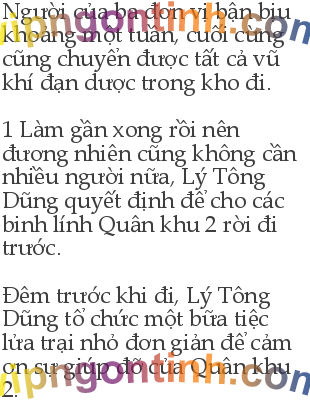 Người của ba đơn vị bận bịu
khoảng một tuần, cuối cùng
cũng chuyển được tất cả vũ
khí đạn dược trong kho đi.
1 Làm gần xong rồi nên
đương nhiên cũng không cần
nhiều người nữa, Lý Tông
Dũng quyết định để cho các
binh lính Quân khu 2 rời đi
trước.
Đêm trước khi đi, Lý Tông
Dũng tổ chức một bữa tiệc
lửa trại nhỏ đơn giản để cảm
ơn sự giúp đỡ của Quân khu
2.